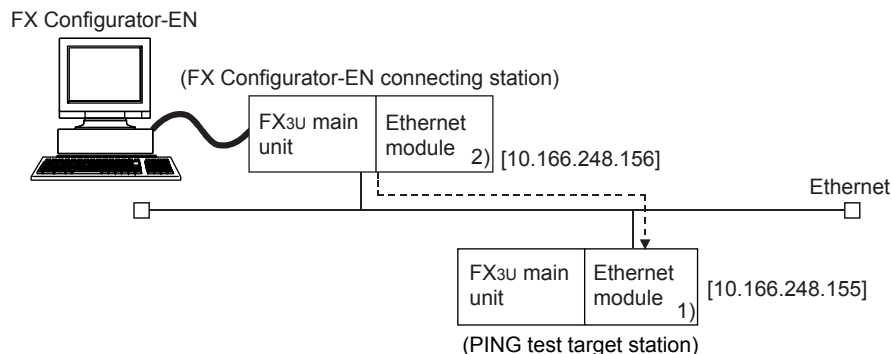 FX Configurator-EN
(FX Configurator-EN connecting station)
FX3U main
unit
Ethernet
module
2)
[10.166.248.156]
Ethernet
FX3U main
unit
Ethernet
module
1)
[10.166.248.155]
(PING test target station)